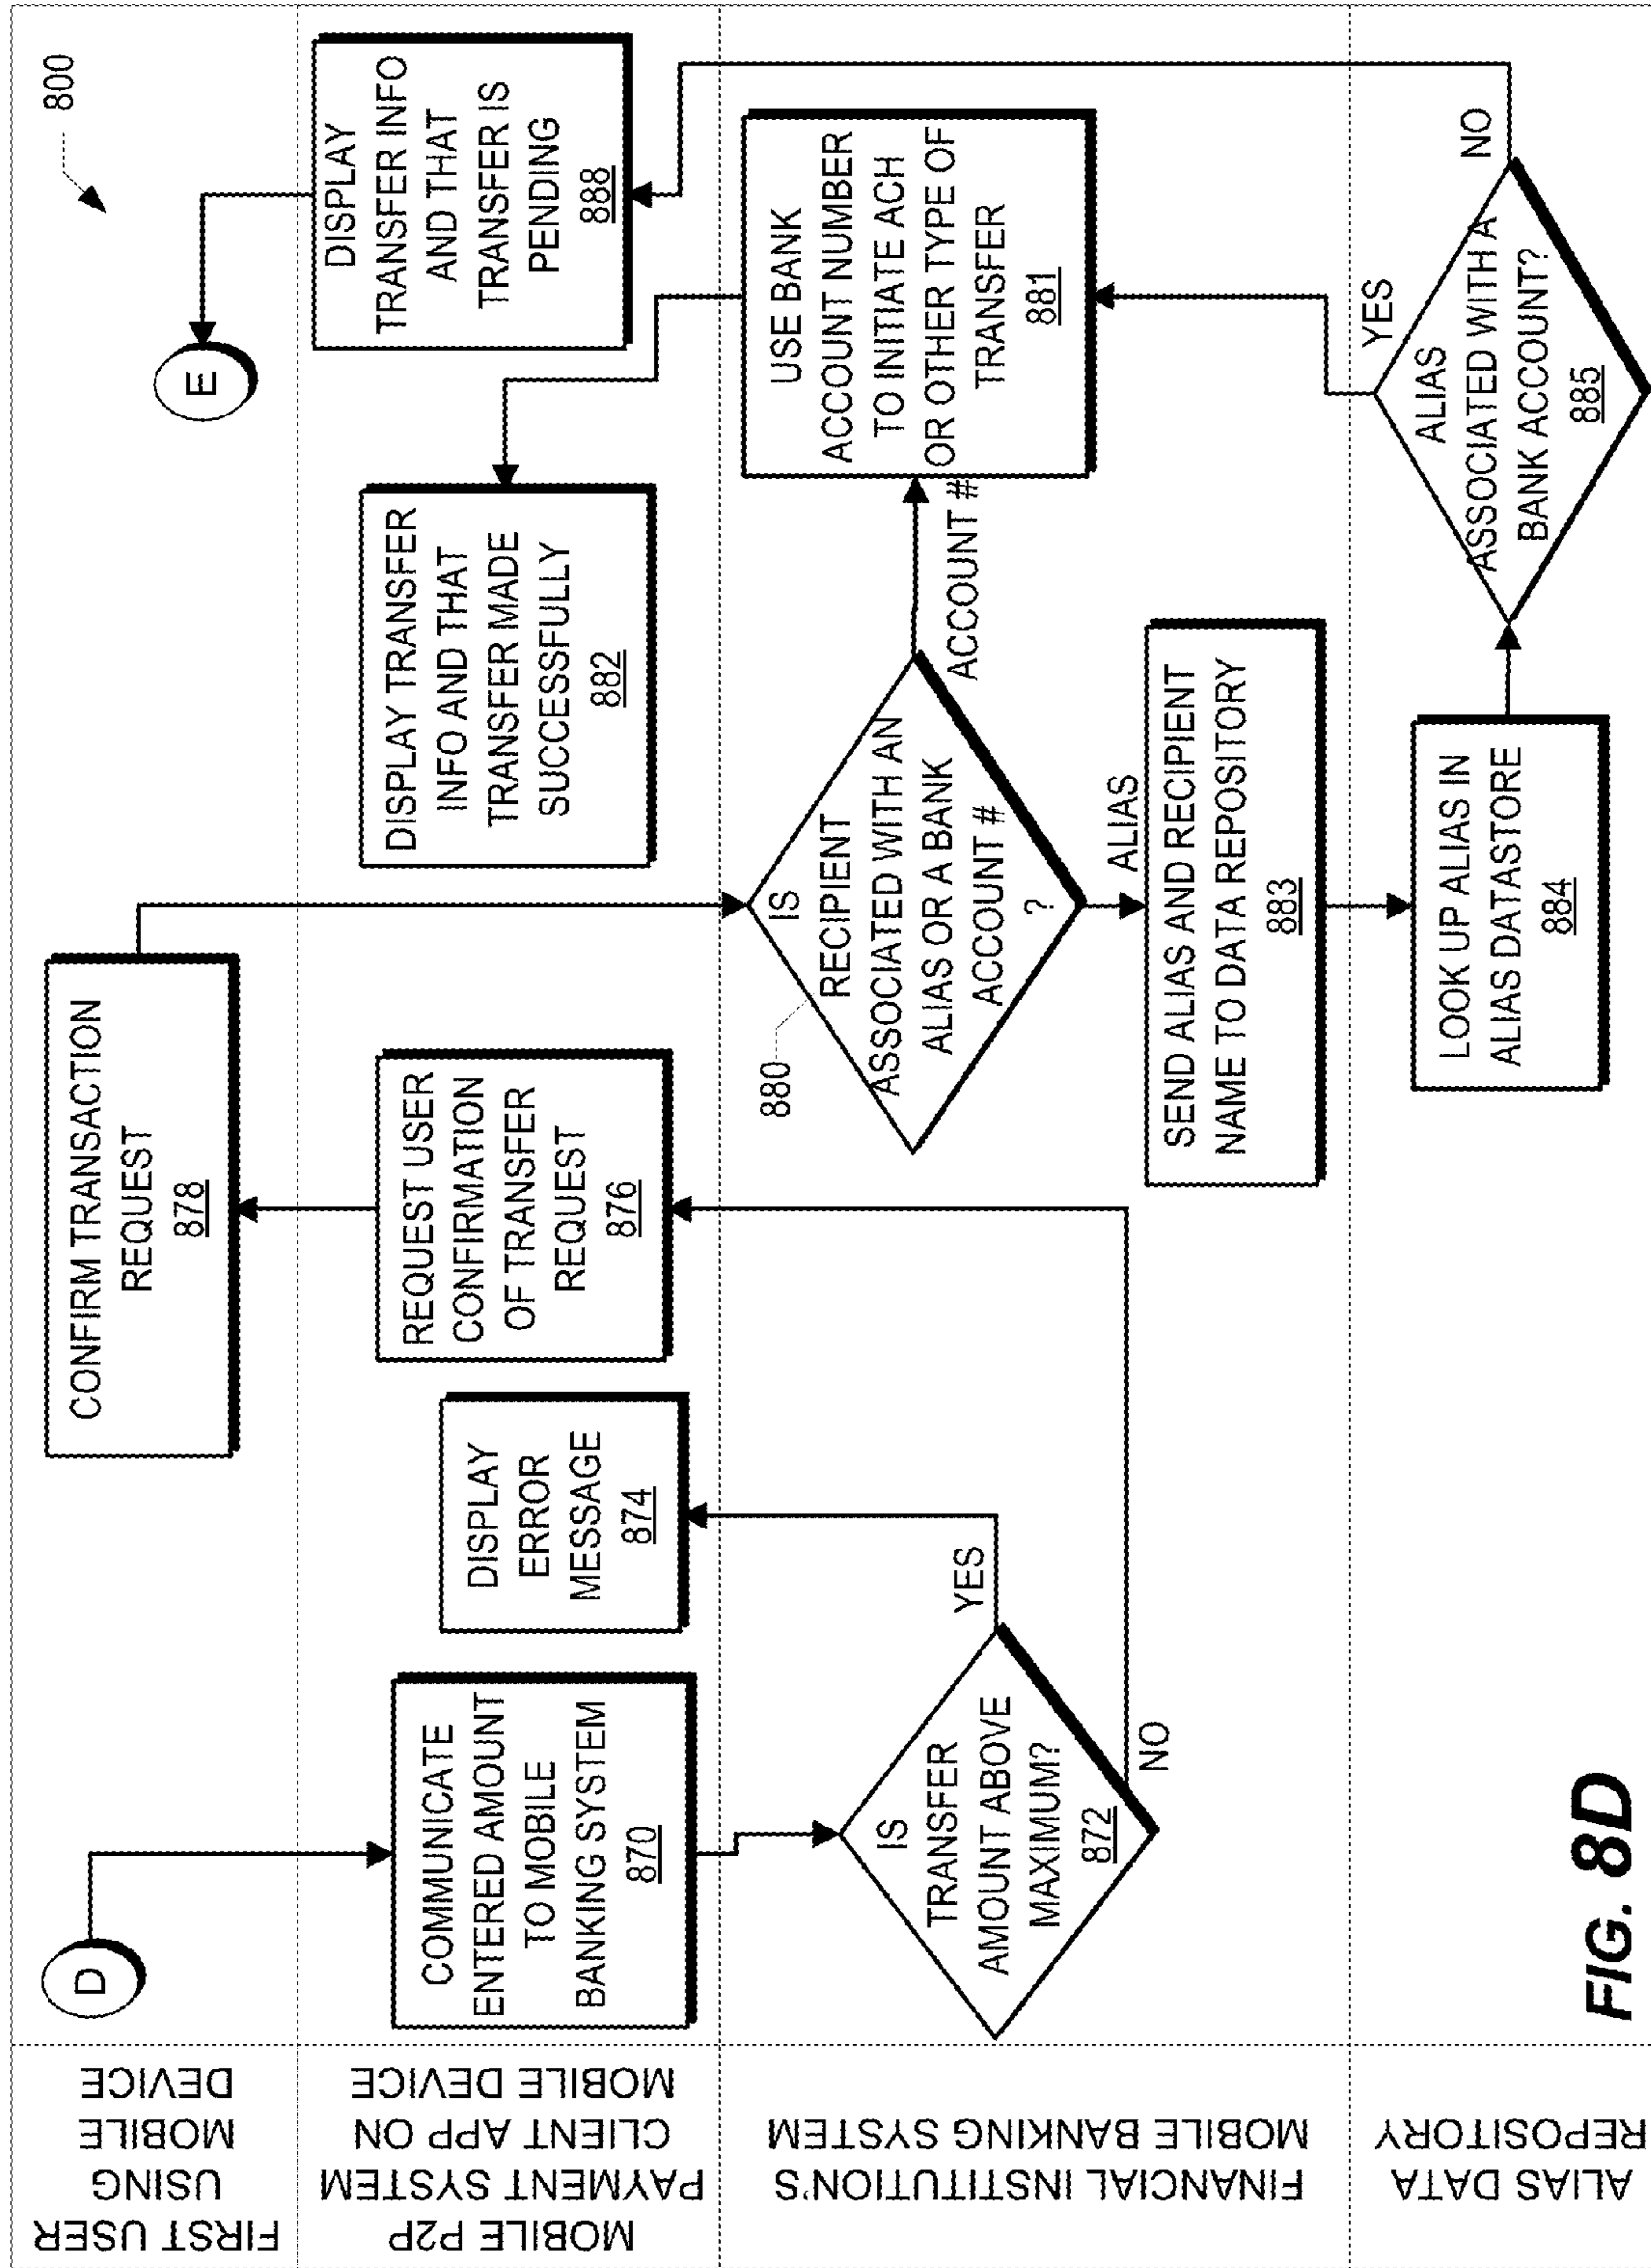 800
FIRST USER
USING
MOBILE
DEVICE
D
CONFIRM TRANSACTION
REQUEST
878
MOBILE P2P
PAYMENT SYSTEM
CLIENT APP ON
MOBILE DEVICE
COMMUNICATE
ENTERED AMOUNT
TO MOBILE
BANKING SYSTEM
870
DISPLAY
ERROR
MESSAGE
874
REQUEST USER
CONFIRMATION
OF TRANSFER
REQUEST
876
DISPLAY TRANSFER
INFO AND THAT
TRANSFER MADE
SUCCESSFULLY
882
E
DISPLAY
TRANSFER INFO
AND THAT
TRANSFER IS
PENDING
888
FINANCIAL INSTITUTION'S
MOBILE BANKING SYSTEM
IS
TRANSFER
AMOUNT ABOVE
MAXIMUM?
872
YES
NO
880
IS
RECIPIENT
ASSOCIATED WITH AN
ALIAS OR A BANK
ACCOUNT #
?
ACCOUNT #
ALIAS
USE BANK
ACCOUNT NUMBER
TO INITIATE ACH
OR OTHER TYPE OF
TRANSFER
881
SEND ALIAS AND RECIPIENT
NAME TO DATA REPOSITORY
883
ALIAS DATA
REPOSITORY
LOOK UP ALIAS IN
ALIAS DATASTORE
884
YES
ALIAS
ASSOCIATED WITH A
BANK ACCOUNT?
885
NO
FIG. 8D